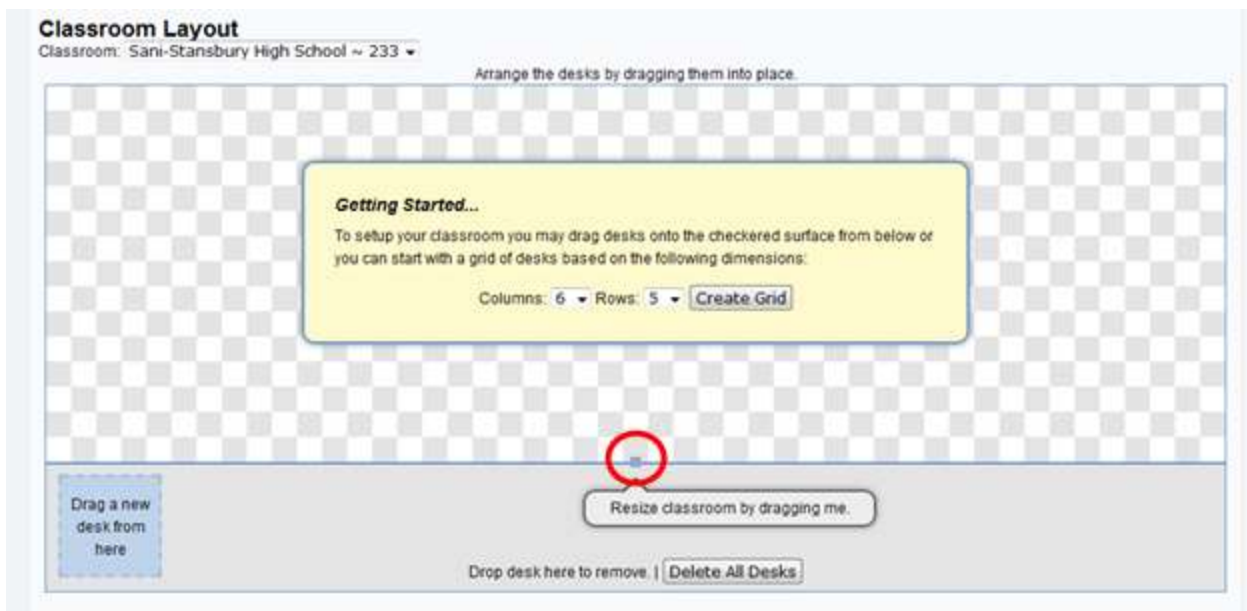 Classroom Layout
Classroom: Sani-Stansbury High School ~ 233
Arrange the desks by dragging them into place.
Getting Started...
To setup your classroom you may drag desks onto the checkered surface from below or
you can start with a grid of desks based on the following dimensions:
Columns: 6 Rows: 5 Create Grid
Drag a new
desk from
here
Resize classroom by dragging me.
Drop desk here to remove. | Delete All Desks